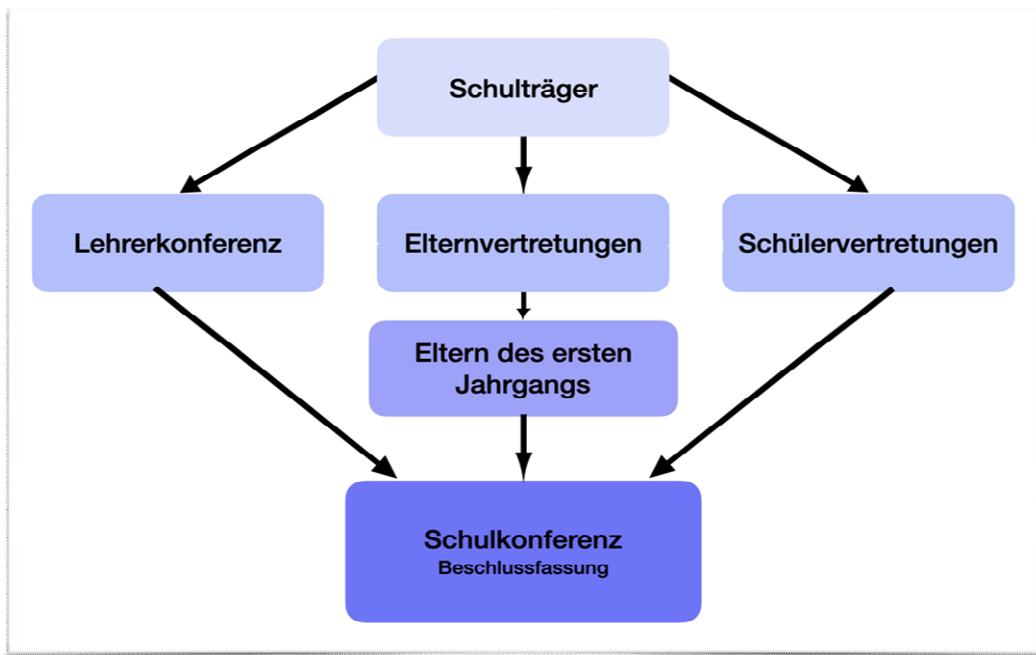 Schulträger
Lehrerkonferenz
Elternvertretungen
Schülervertretungen
Eltern des ersten
Jahrgangs
Schulkonferenz
Beschlussfassung